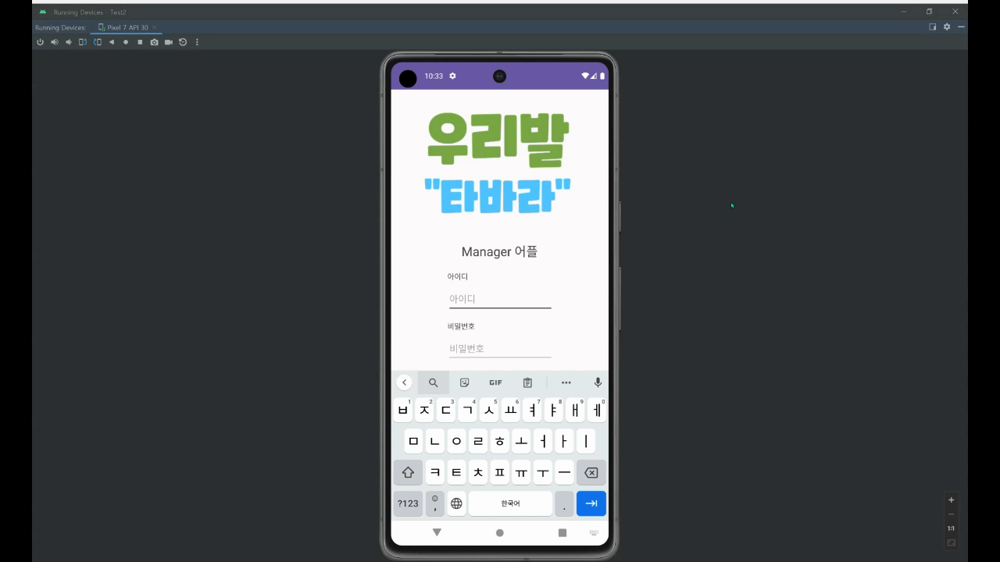 Running Devices - Test2
Running Devices:
Pixel 7 API 30
10:33
우리발
"타바라"
Manager 어플
아이디
아이디
비밀번호
비밀번호
GIF
1 2 3 4 5 6 7 8 9 0
ㅂ ㅈ ㄷ ㄱ ㅅ ㅛ ㅕ ㅑ ㅐ ㅔ
ㅁ ㄴ ㅇ ㄹ ㅎ ㅗ ㅓ ㅏ ㅣ
ㅋ ㅌ ㅊ ㅍ ㅠ ㅜ ㅡ
?123 , 한국어 .
1:1